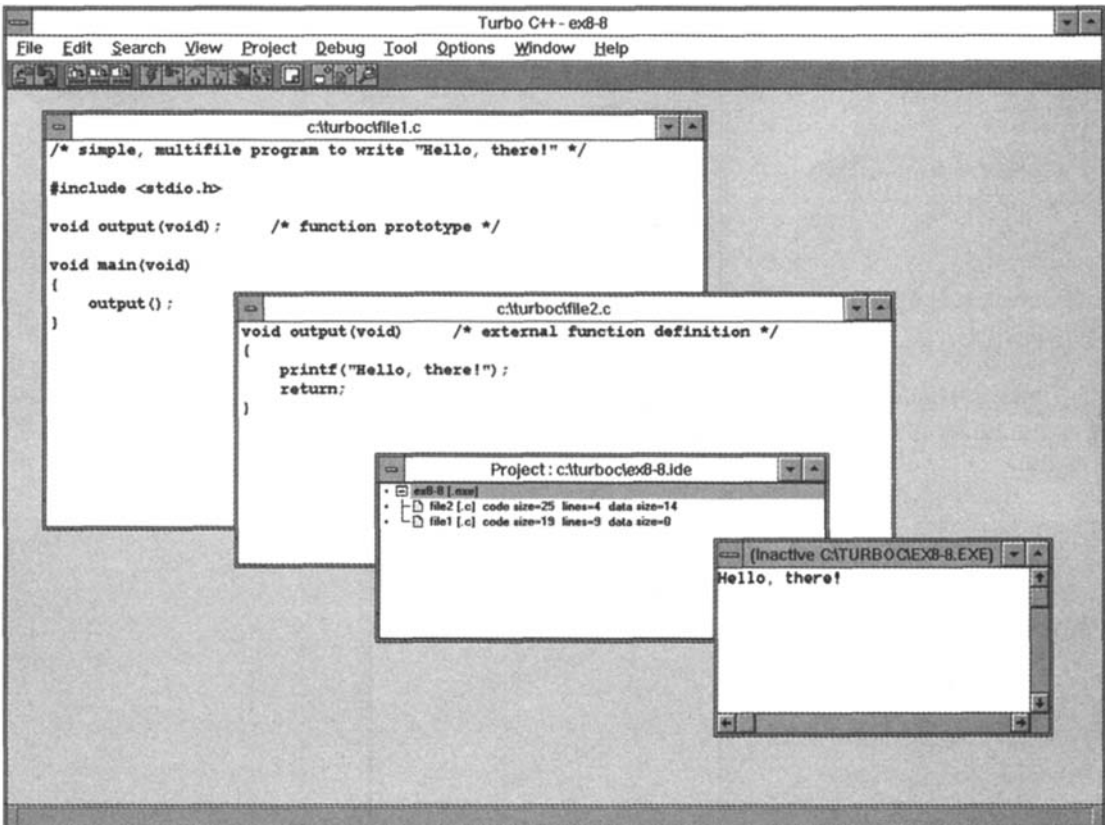 Turbo C++ - ex8-8
File Edit Search View Project Debug Tool Options Window Help
c:\turboc\file1.c
/* simple, multifile program to write "Hello, there!" */
#include <stdio.h>
void output(void);      /* function prototype */
void main(void)
{
    output();
}
c:\turboc\file2.c
void output(void)     /* external function definition */
{
    printf("Hello, there!");
    return;
}
Project : c:\turboc\ex8-8.ide
ex8-8 [.exe]
file2 [.c] code size=25 lines=4 data size=14
file1 [.c] code size=19 lines=9 data size=0
(Inactive C:\TURBOC\EX8-8.EXE)
Hello, there!